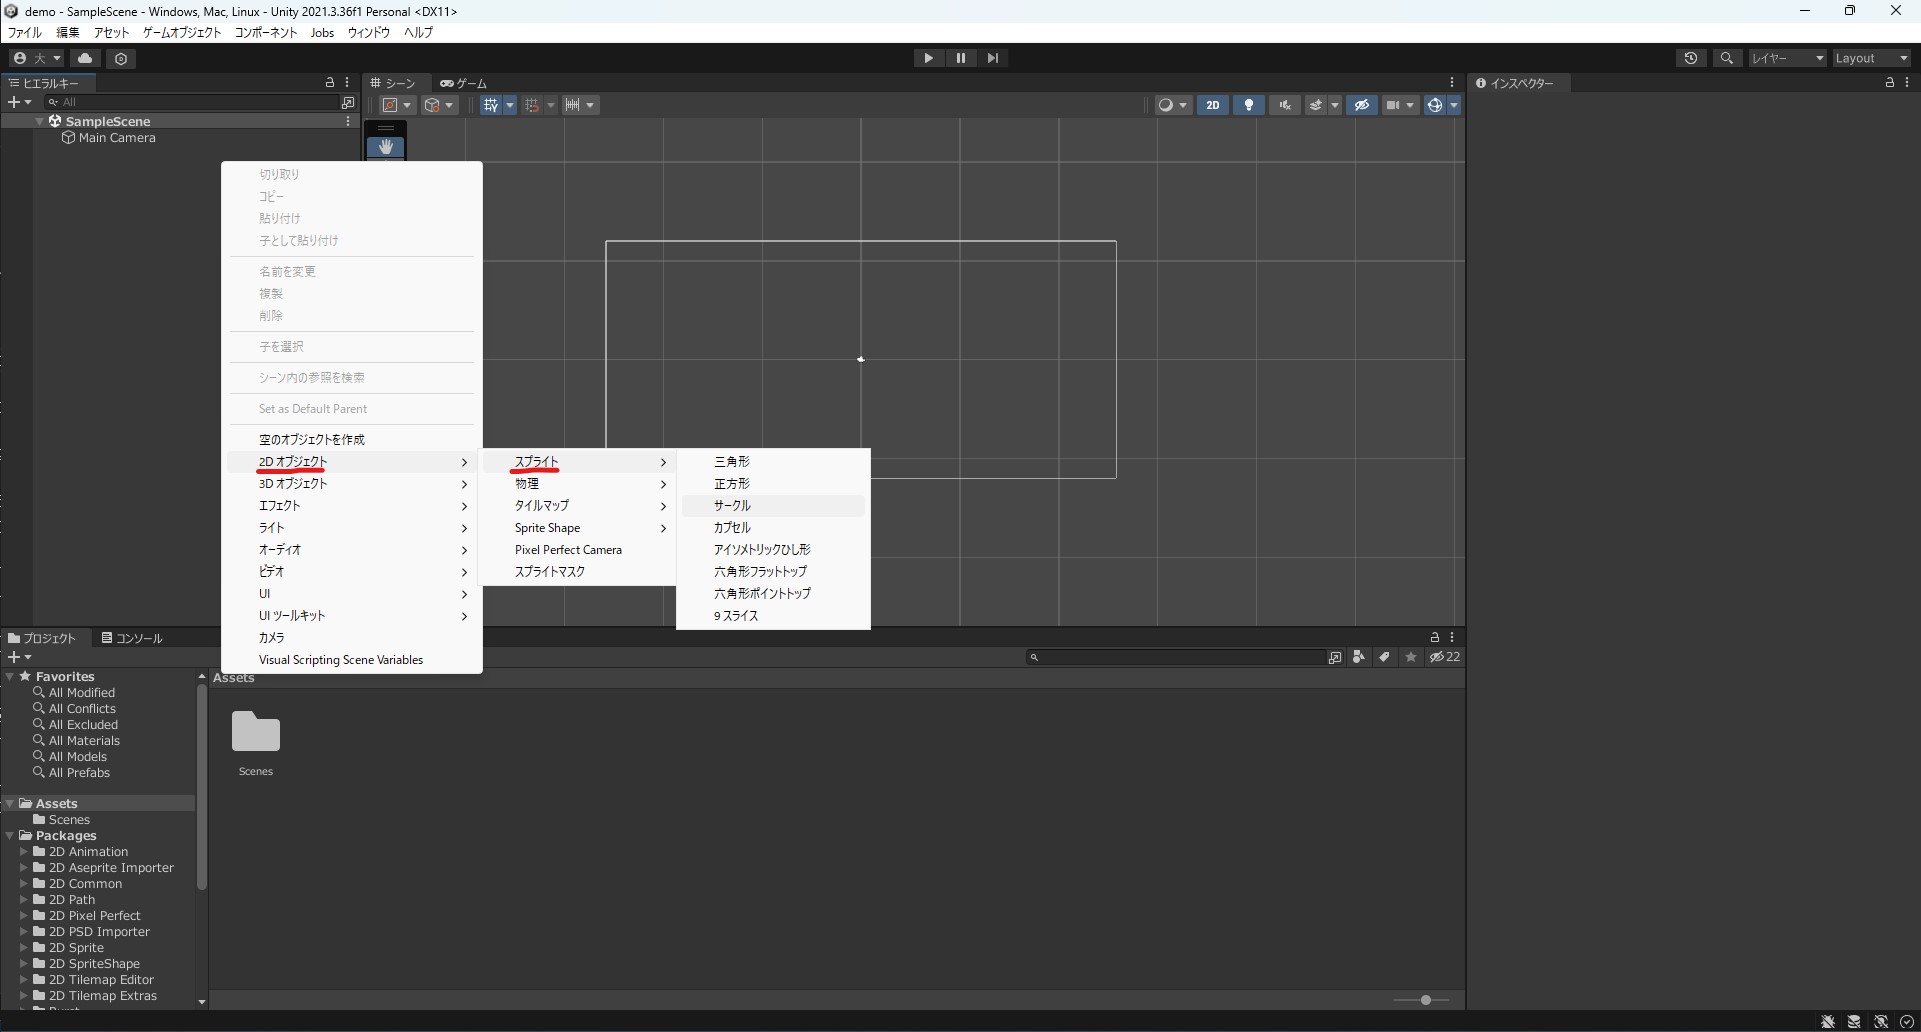 demo - SampleScene - Windows, Mac, Linux - Unity 2021.3.36f1 Personal <DX11>
ファイル 編集 アセット ゲームオブジェクト コンポーネント Jobs ウィンドウ ヘルプ
大
レイヤー
Layout
ヒエラルキー
All
SampleScene
Main Camera
シーン
ゲーム
2D
インスペクター
切り取り
コピー
貼り付け
子として貼り付け
名前を変更
複製
削除
子を選択
シーン内の参照を検索
Set as Default Parent
空のオブジェクトを作成
2D オブジェクト
3D オブジェクト
エフェクト
ライト
オーディオ
ビデオ
UI
UI ツールキット
カメラ
Visual Scripting Scene Variables
スプライト
物理
タイルマップ
Sprite Shape
Pixel Perfect Camera
スプライトマスク
三角形
正方形
サークル
カプセル
アイソメトリックひし形
六角形フラットトップ
六角形ポイントトップ
9 スライス
プロジェクト
コンソール
22
Favorites
All Modified
All Conflicts
All Excluded
All Materials
All Models
All Prefabs
Assets
Scenes
Packages
2D Animation
2D Aseprite Importer
2D Common
2D Path
2D Pixel Perfect
2D PSD Importer
2D Sprite
2D SpriteShape
2D Tilemap Editor
2D Tilemap Extras
Assets
Scenes